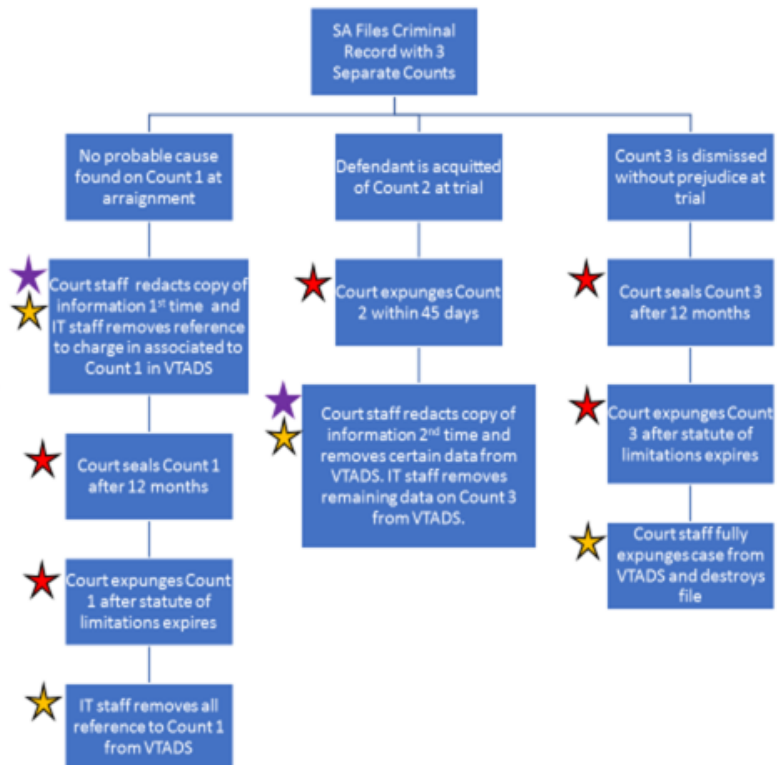 SA Files Criminal
Record with 3
Separate Counts
No probable cause
found on Count 1 at
arraignment
Court staff redacts copy of
information 1st time and
IT staff removes reference
to charge in associated to
Count 1 in VTADS
Court seals Count 1
after 12 months
Court expunges Count
1 after statute of
limitations expires
IT staff removes all
reference to Count 1
from VTADS
Defendant is acquitted
of Count 2 at trial
Court expunges Count
2 within 45 days
Court staff redacts copy of
information 2nd time and
removes certain data from
VTADS. IT staff removes
remaining data on Count 3
from VTADS.
Count 3 is dismissed
without prejudice at
trial
Court seals Count 3
after 12 months
Court expunges Count
3 after statute of
limitations expires
Court staff fully
expunges case from
VTADS and destroys
file